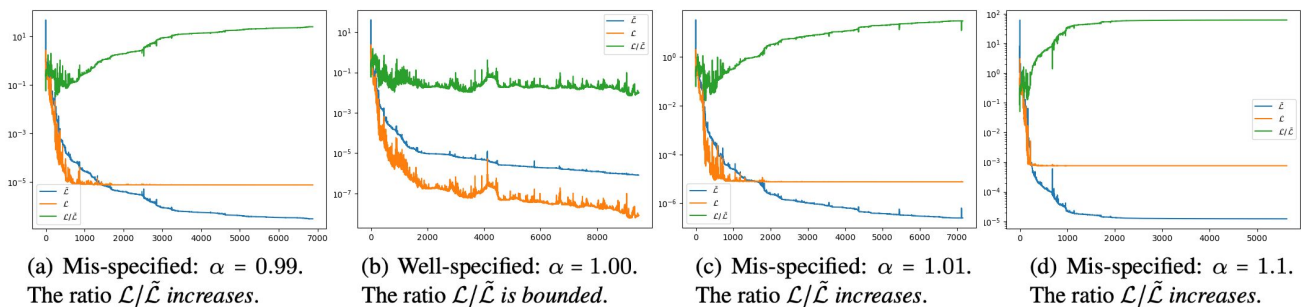 10¹
10⁻¹
10⁻³
10⁻⁵
L̃
L
L/L̃
0 1000 2000 3000 4000 5000 6000 7000
(a) Mis-specified: α = 0.99.
The ratio L/L̃ increases.
10¹
10⁻¹
10⁻³
10⁻⁵
10⁻⁷
L̃
L
L/L̃
0 2000 4000 6000 8000
(b) Well-specified: α = 1.00.
The ratio L/L̃ is bounded.
10⁰
10⁻²
10⁻⁴
10⁻⁶
L̃
L
L/L̃
0 1000 2000 3000 4000 5000 6000 7000
(c) Mis-specified: α = 1.01.
The ratio L/L̃ increases.
10²
10¹
10⁰
10⁻¹
10⁻²
10⁻³
10⁻⁴
10⁻⁵
L̃
L
L/L̃
0 1000 2000 3000 4000 5000
(d) Mis-specified: α = 1.1.
The ratio L/L̃ increases.